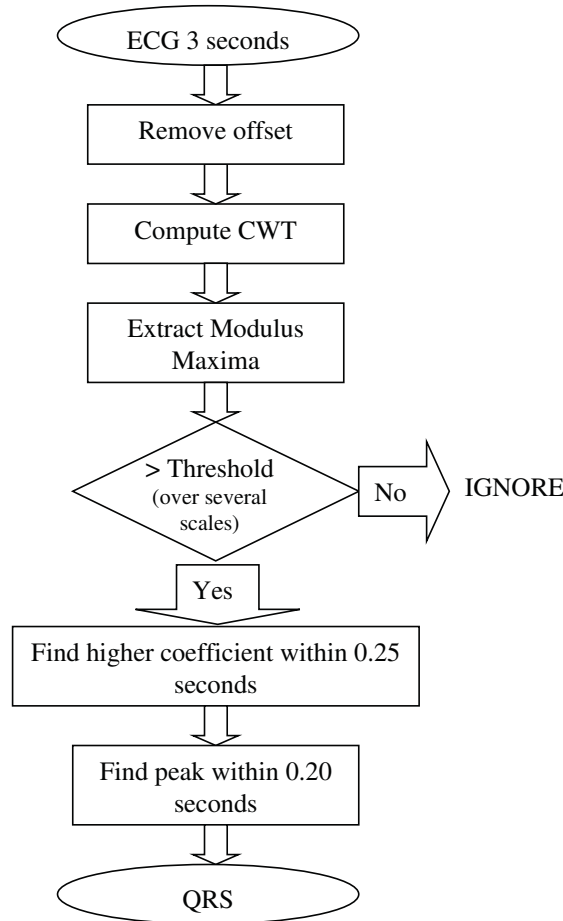 ECG 3 seconds
Remove offset
Compute CWT
Extract Modulus
Maxima
> Threshold
(over several
scales)
No
IGNORE
Yes
Find higher coefficient within 0.25
seconds
Find peak within 0.20
seconds
QRS